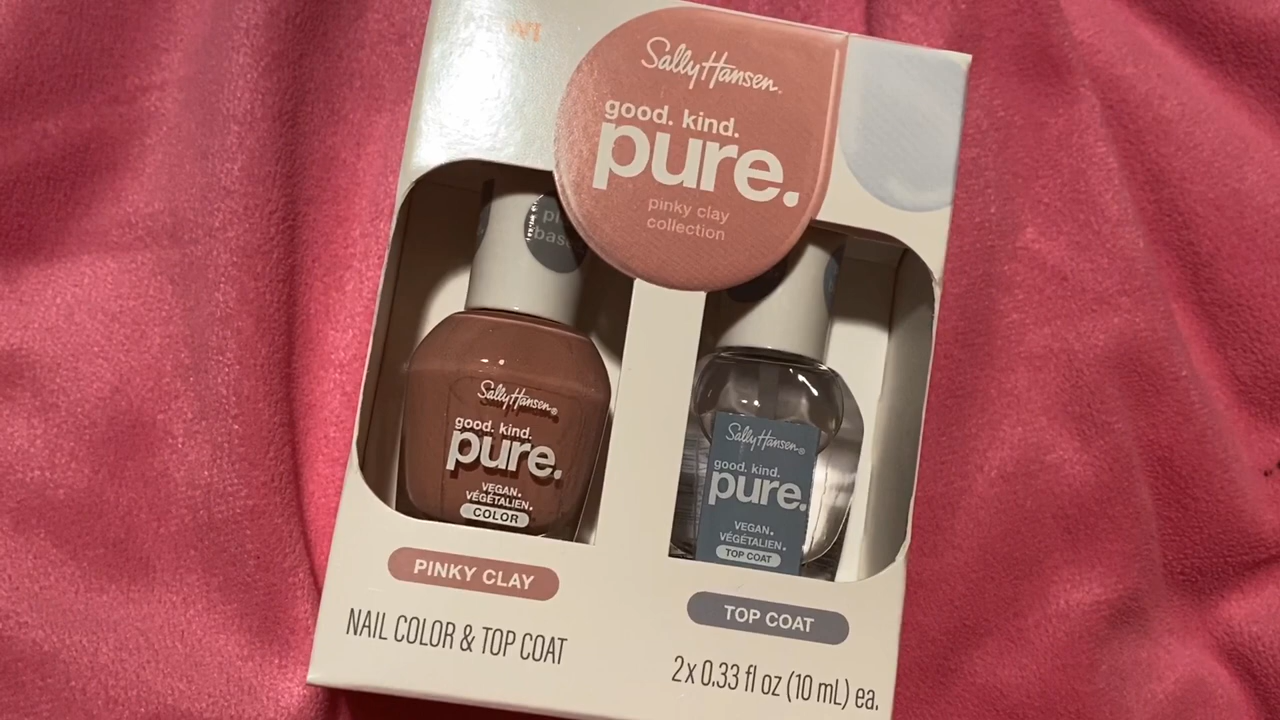 Sally Hansen.
good. kind.
pure.
pinky clay
collection
Sally Hansen®
good. kind.
pure.
VEGAN.
VÉGÉTALIEN.
COLOR
Sally Hansen®
good. kind.
pure.
VEGAN.
VÉGÉTALIEN.
TOP COAT
PINKY CLAY
TOP COAT
NAIL COLOR & TOP COAT
2 x 0.33 fl oz (10 mL) ea.